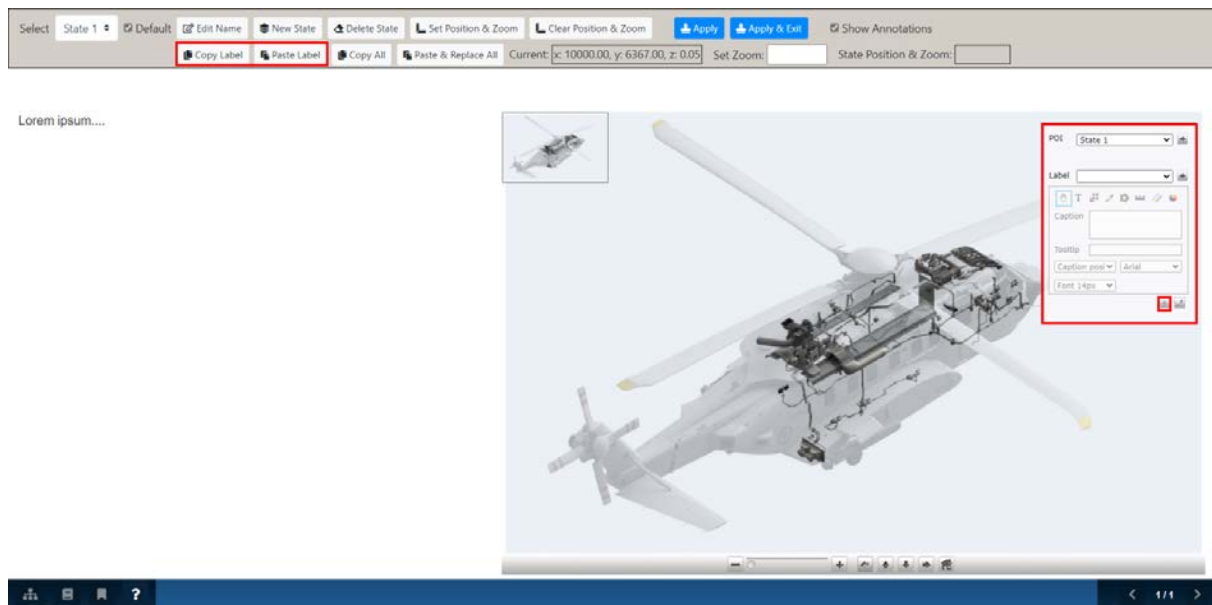 Select State 1 Default Edit Name New State Delete State Set Position & Zoom Clear Position & Zoom Apply Apply & Exit Show Annotations
Copy Label Paste Label Copy All Paste & Replace All Current: x: 10000.00, y: 6367.00, z: 0.05 Set Zoom: State Position & Zoom:
Lorem ipsum....
POI State 1
Label
T
Caption
Tooltip
Caption posi Arial
Font 14px
? 1/1